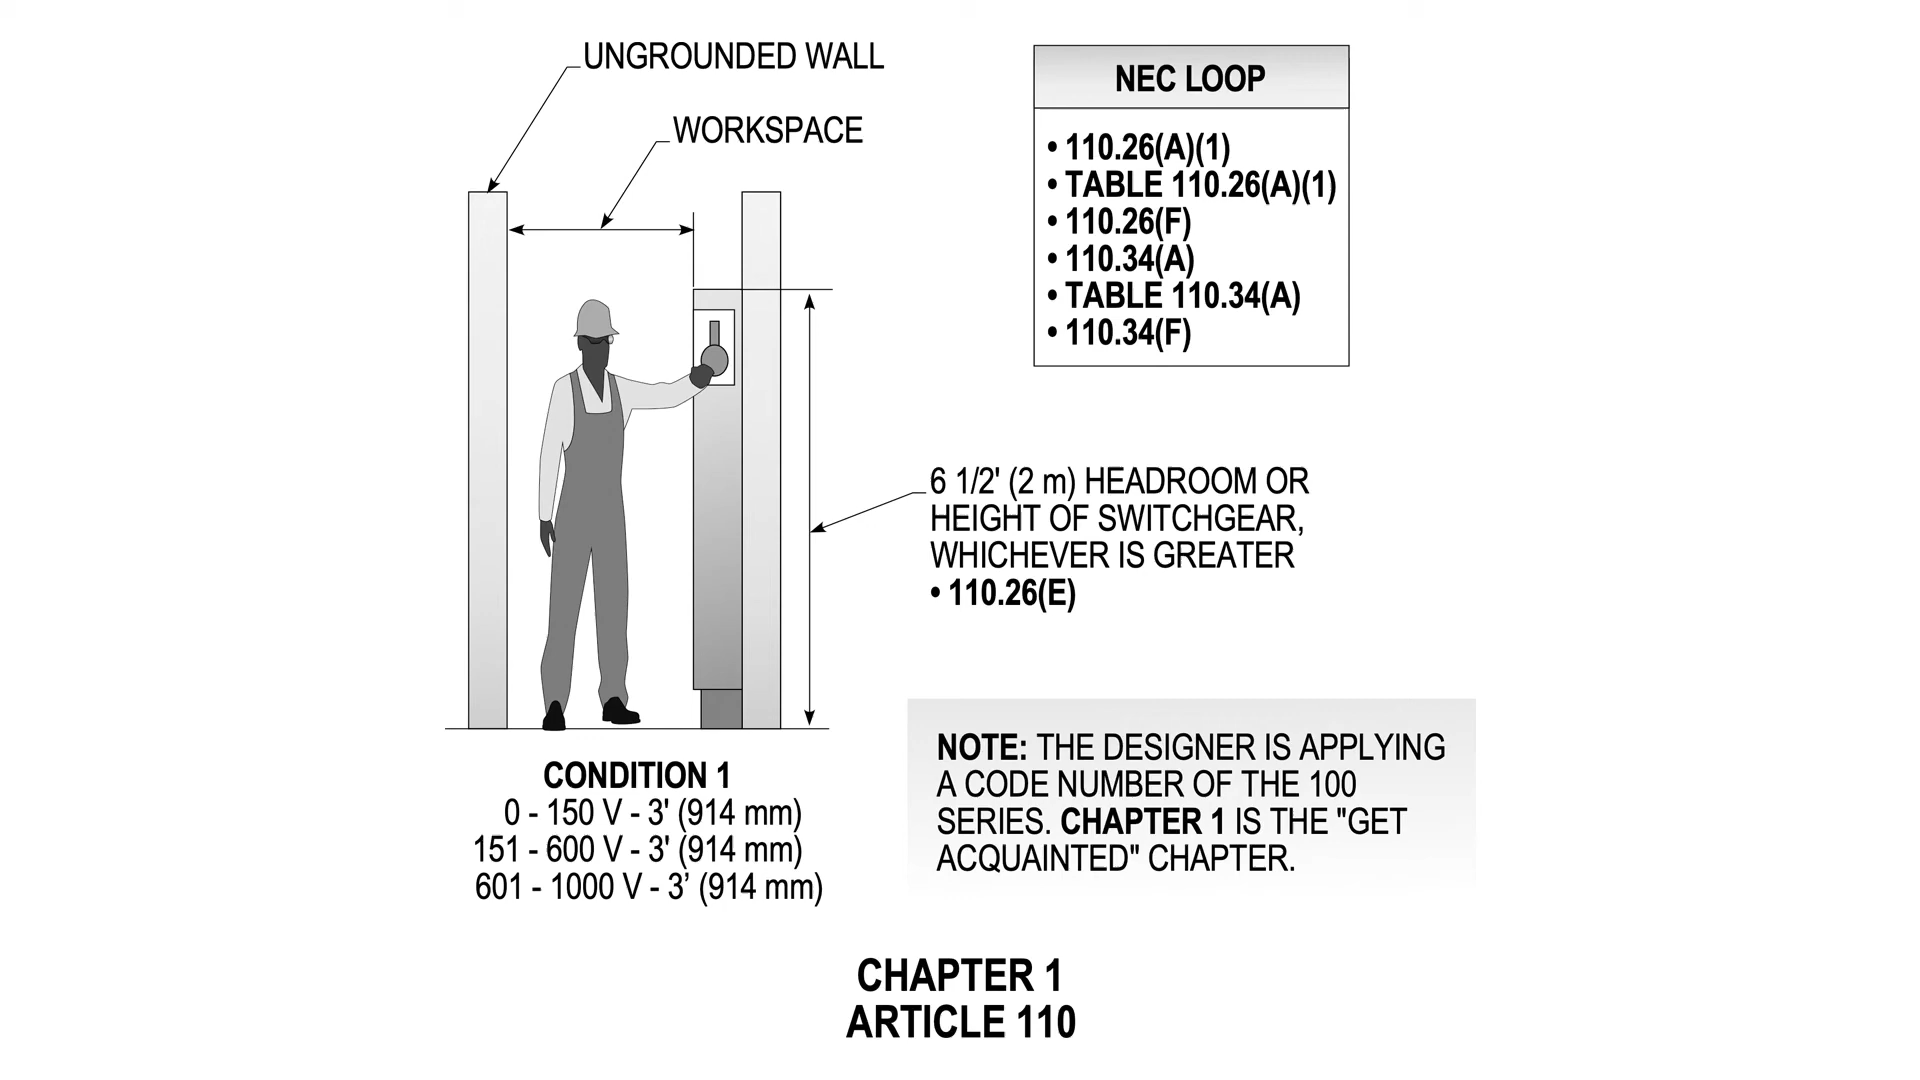 UNGROUNDED WALL
WORKSPACE
NEC LOOP
• 110.26(A)(1)
• TABLE 110.26(A)(1)
• 110.26(F)
• 110.34(A)
• TABLE 110.34(A)
• 110.34(F)
6 1/2' (2 m) HEADROOM OR
HEIGHT OF SWITCHGEAR,
WHICHEVER IS GREATER
• 110.26(E)
CONDITION 1
0 - 150 V - 3' (914 mm)
151 - 600 V - 3' (914 mm)
601 - 1000 V - 3’ (914 mm)
NOTE: THE DESIGNER IS APPLYING
A CODE NUMBER OF THE 100
SERIES. CHAPTER 1 IS THE "GET
ACQUAINTED" CHAPTER.
CHAPTER 1
ARTICLE 110